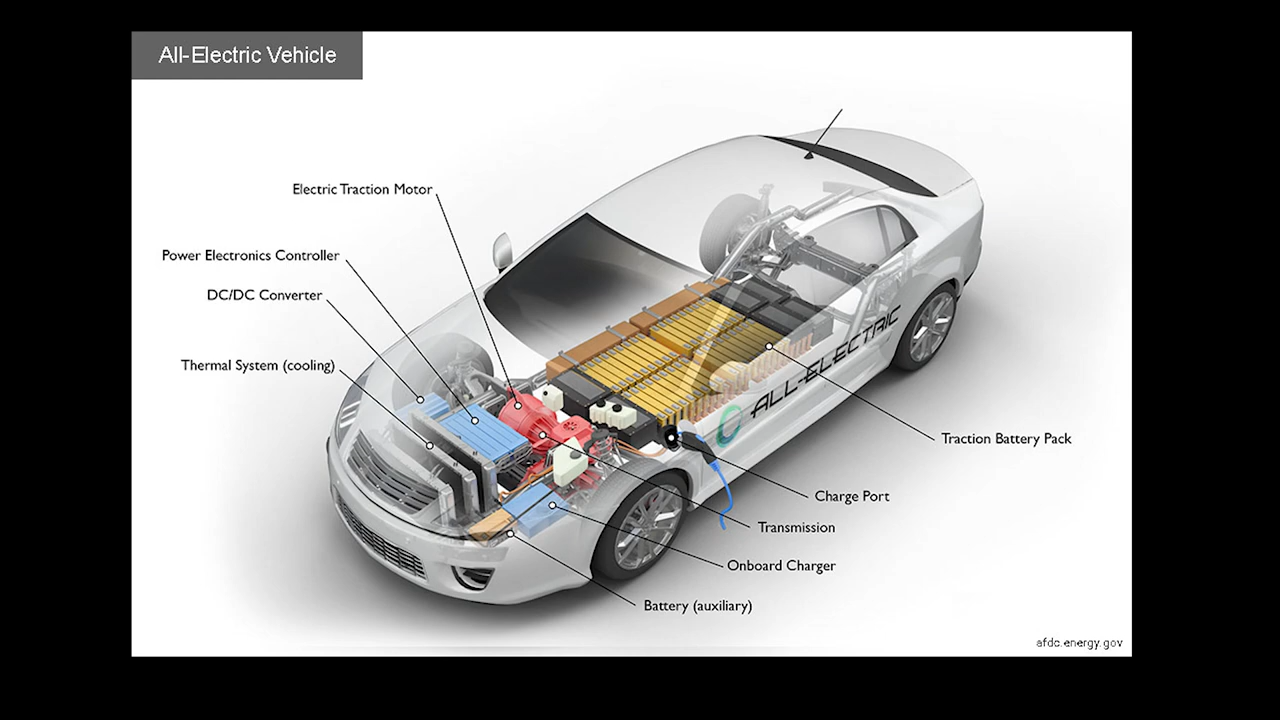 All-Electric Vehicle
Electric Traction Motor
Power Electronics Controller
DC/DC Converter
Thermal System (cooling)
ALL-ELECTRIC
Traction Battery Pack
Charge Port
Transmission
Onboard Charger
Battery (auxiliary)
afdc.energy.gov